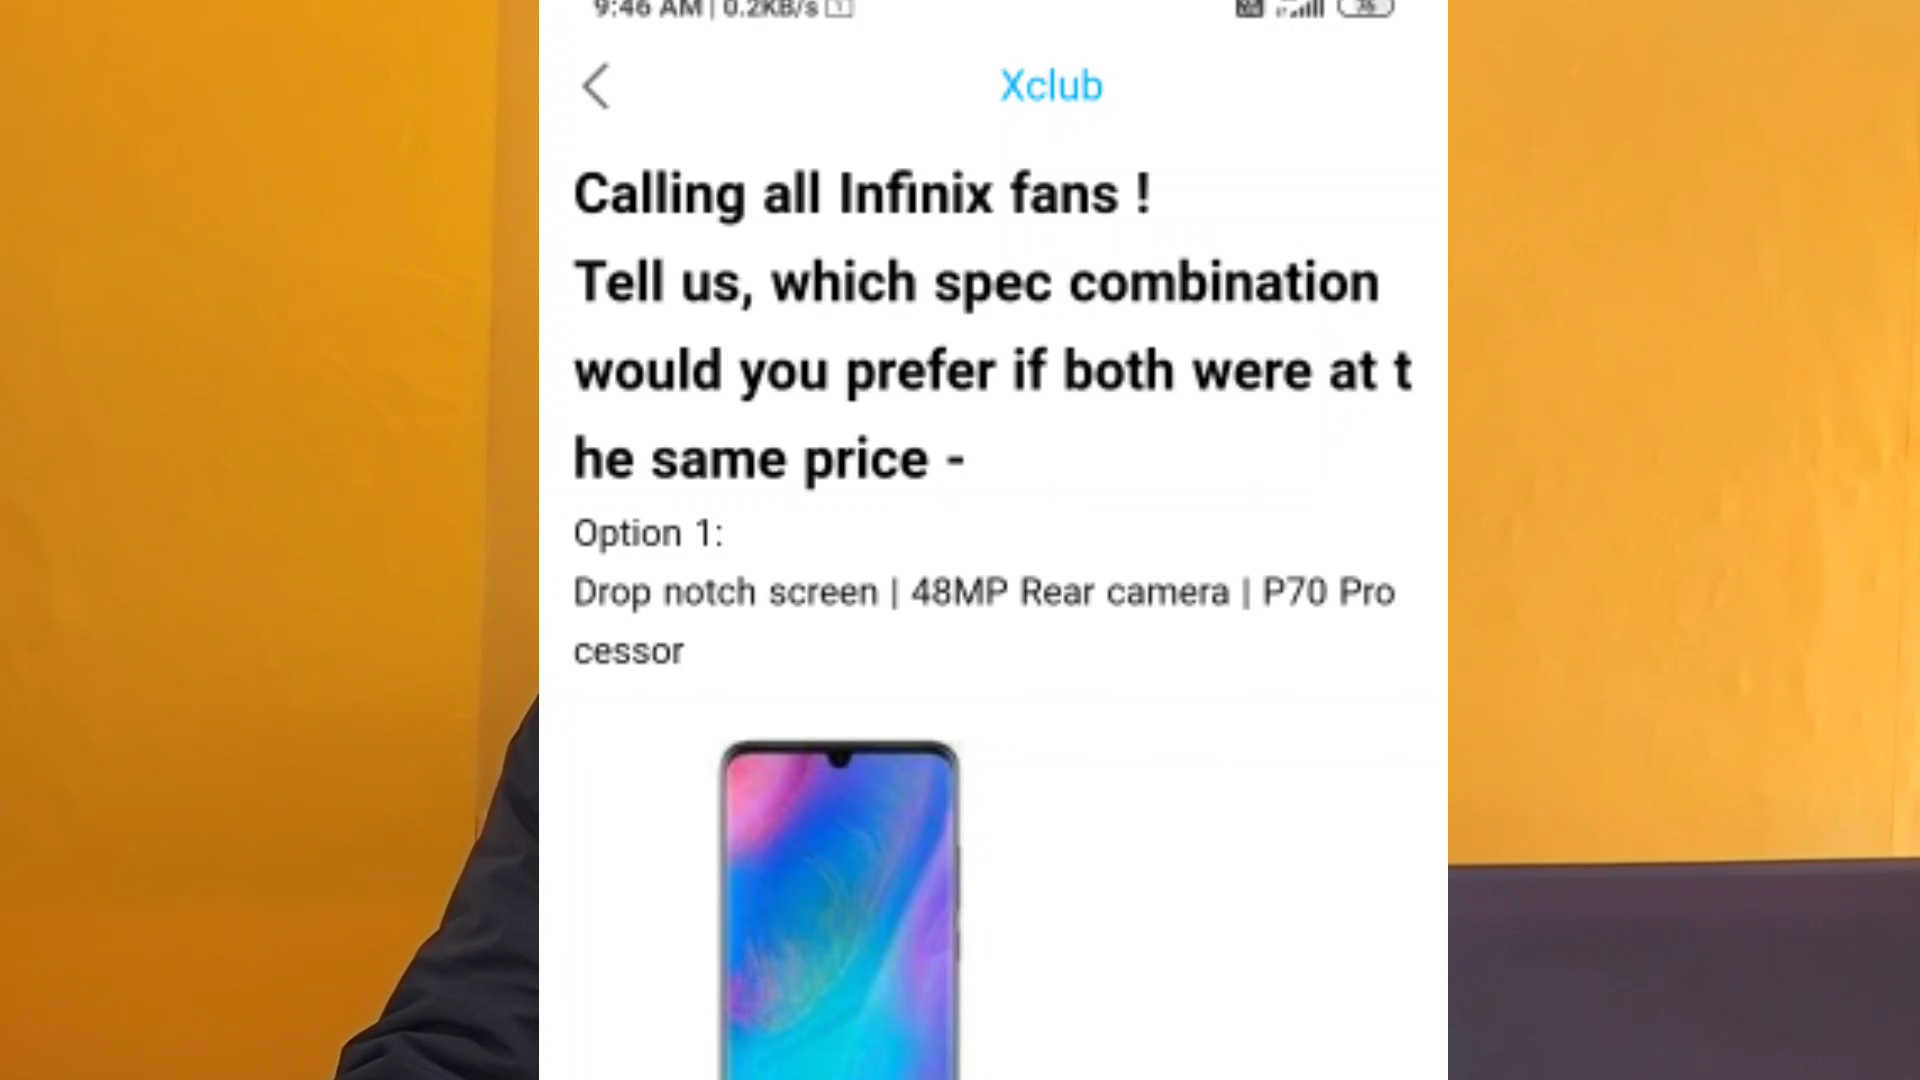 9:46 AM | 0.2KB/s
Xclub
Calling all Infinix fans !
Tell us, which spec combination
would you prefer if both were at t
he same price -
Option 1:
Drop notch screen | 48MP Rear camera | P70 Pro
cessor